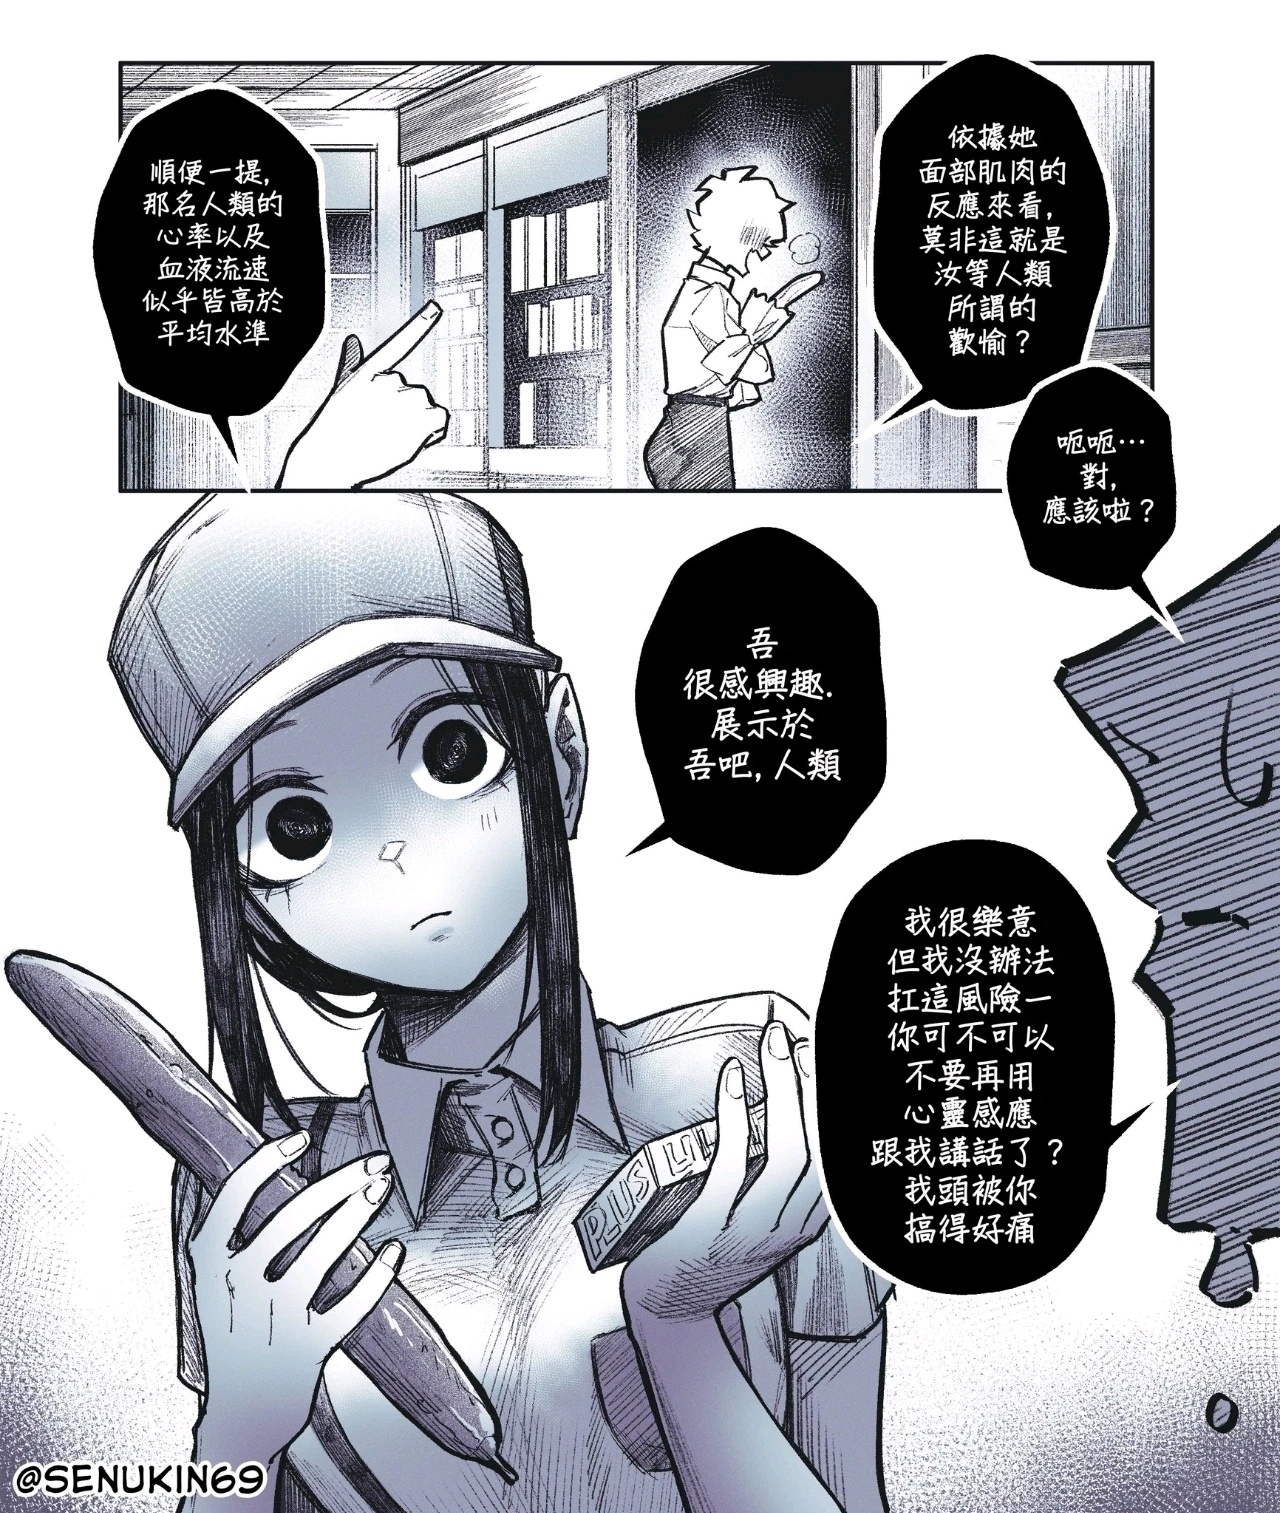 依據她
面部肌肉的
反應來看,
莫非這就是
汝等人類
所謂的
歡愉？
順便一提,
那名人類的
心率以及
血液流速
似乎皆高於
平均水準
呃呃…
對,
應該啦？
吾
很感興趣.
展示於
吾吧,人類
我很樂意
但我沒辦法
扛這風險一
你可不可以
不要再用
心靈感應
跟我講話了？
我頭被你
搞得好痛
PLUS
@SENUKIN69